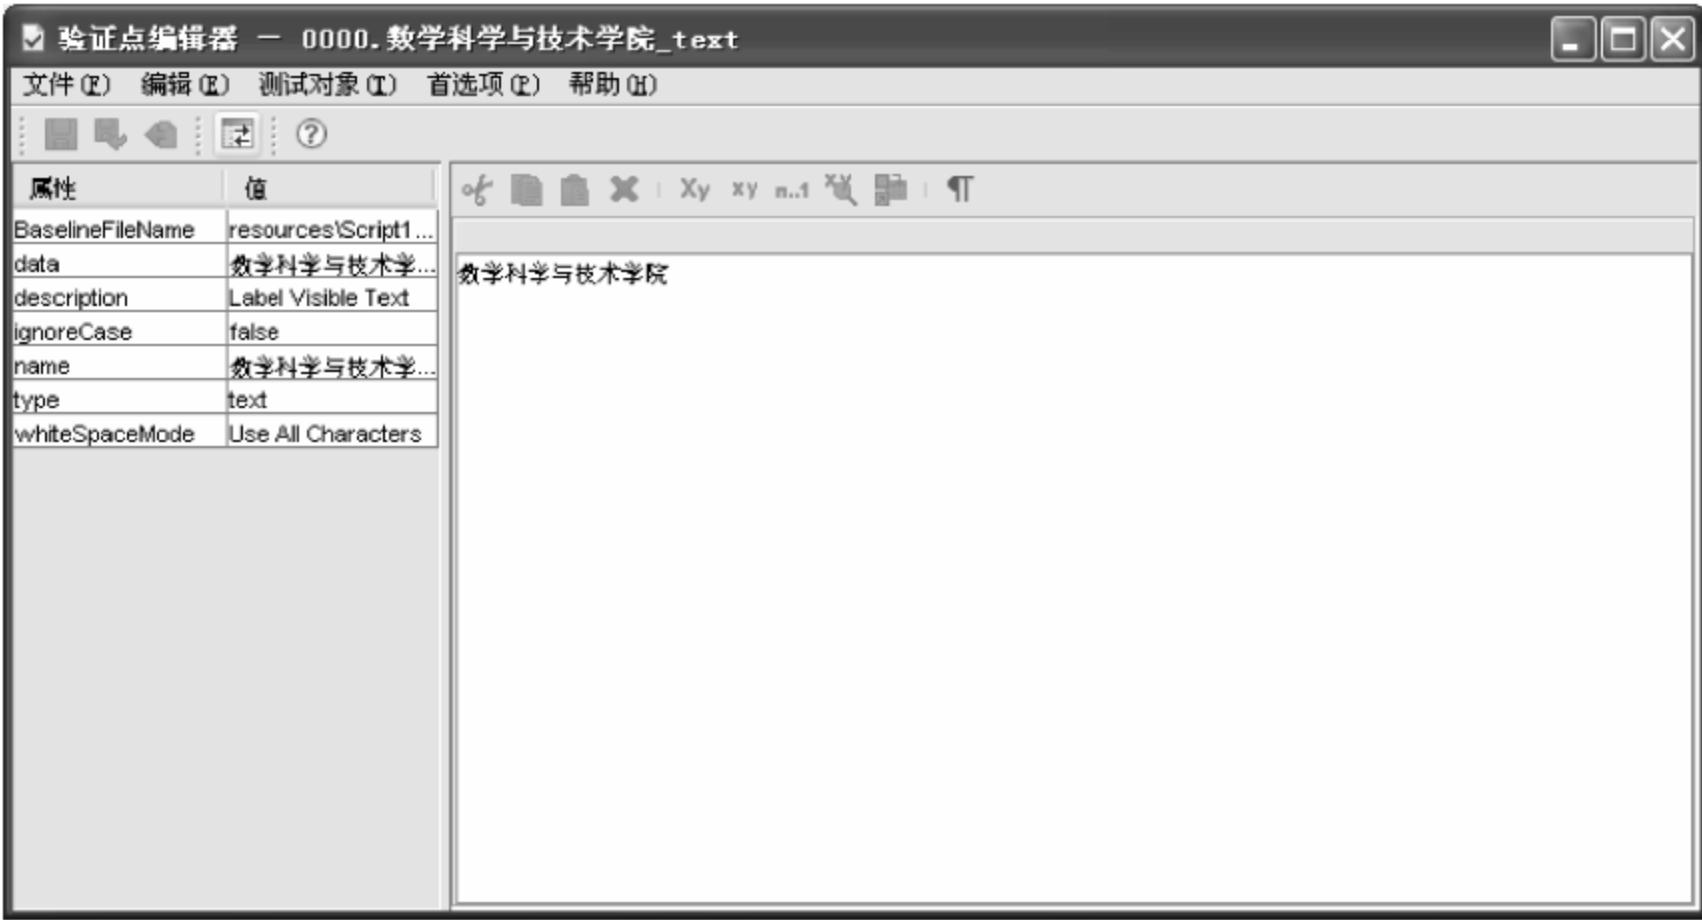 验证点编辑器 － 0000.数学科学与技术学院_text
文件(F) 编辑(E) 测试对象(T) 首选项(P) 帮助(H)
属性 值
BaselineFileName resources\Script1...
data 数学科学与技术学...
description Label Visible Text
ignoreCase false
name 数学科学与技术学...
type text
whiteSpaceMode Use All Characters
Xy xy n..1 ¶
数学科学与技术学院